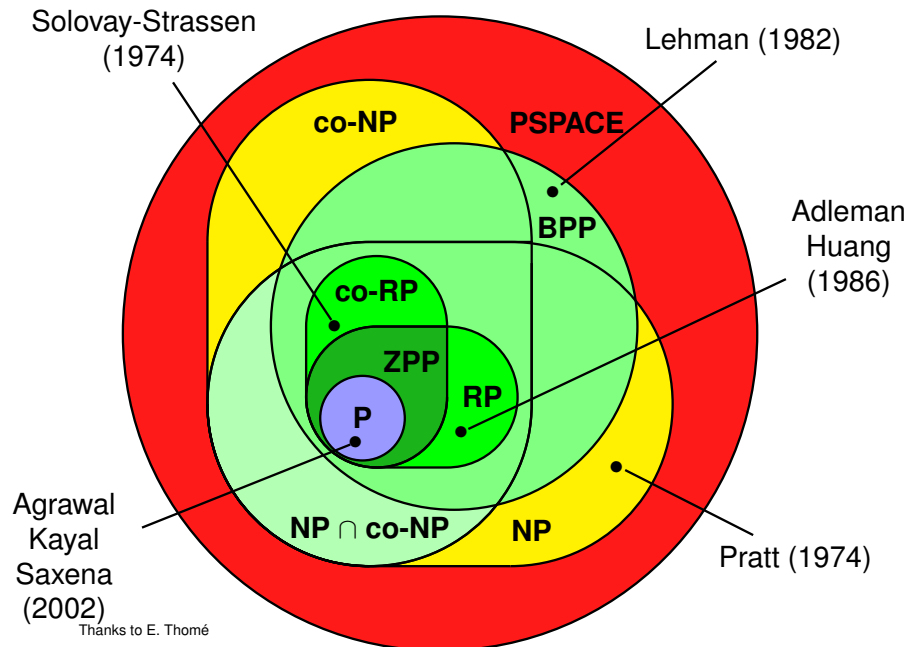 Solovay-Strassen
(1974)
Lehman (1982)
co-NP
PSPACE
BPP
Adleman
Huang
(1986)
co-RP
ZPP
RP
P
Agrawal
Kayal
Saxena
(2002)
NP ∩ co-NP
NP
Pratt (1974)
Thanks to E. Thomé